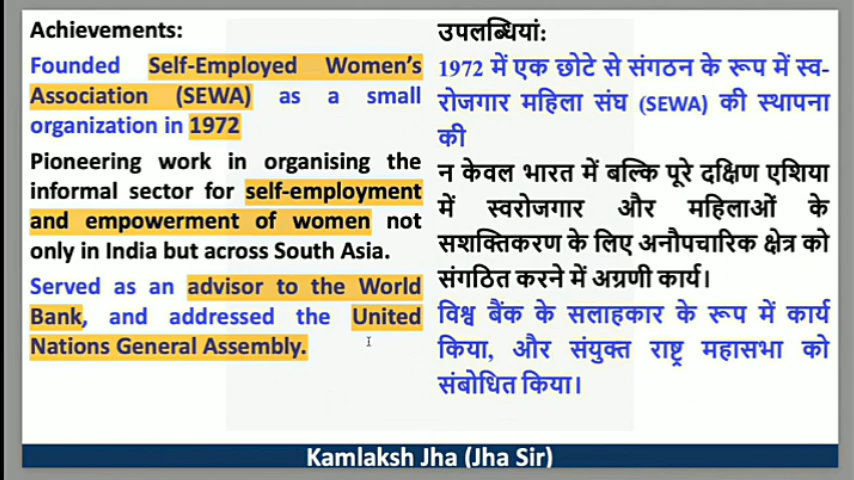 Achievements:
Founded Self-Employed Women's
Association (SEWA) as a small
organization in 1972
Pioneering work in organising the
informal sector for self-employment
and empowerment of women not
only in India but across South Asia.
Served as an advisor to the World
Bank, and addressed the United
Nations General Assembly.
उपलब्धियां:
1972 में एक छोटे से संगठन के रूप में स्व-
रोजगार महिला संघ (SEWA) की स्थापना
की
न केवल भारत में बल्कि पूरे दक्षिण एशिया
में स्वरोजगार और महिलाओं के
सशक्तिकरण के लिए अनौपचारिक क्षेत्र को
संगठित करने में अग्रणी कार्य।
विश्व बैंक के सलाहकार के रूप में कार्य
किया, और संयुक्त राष्ट्र महासभा को
संबोधित किया।
Kamlaksh Jha (Jha Sir)